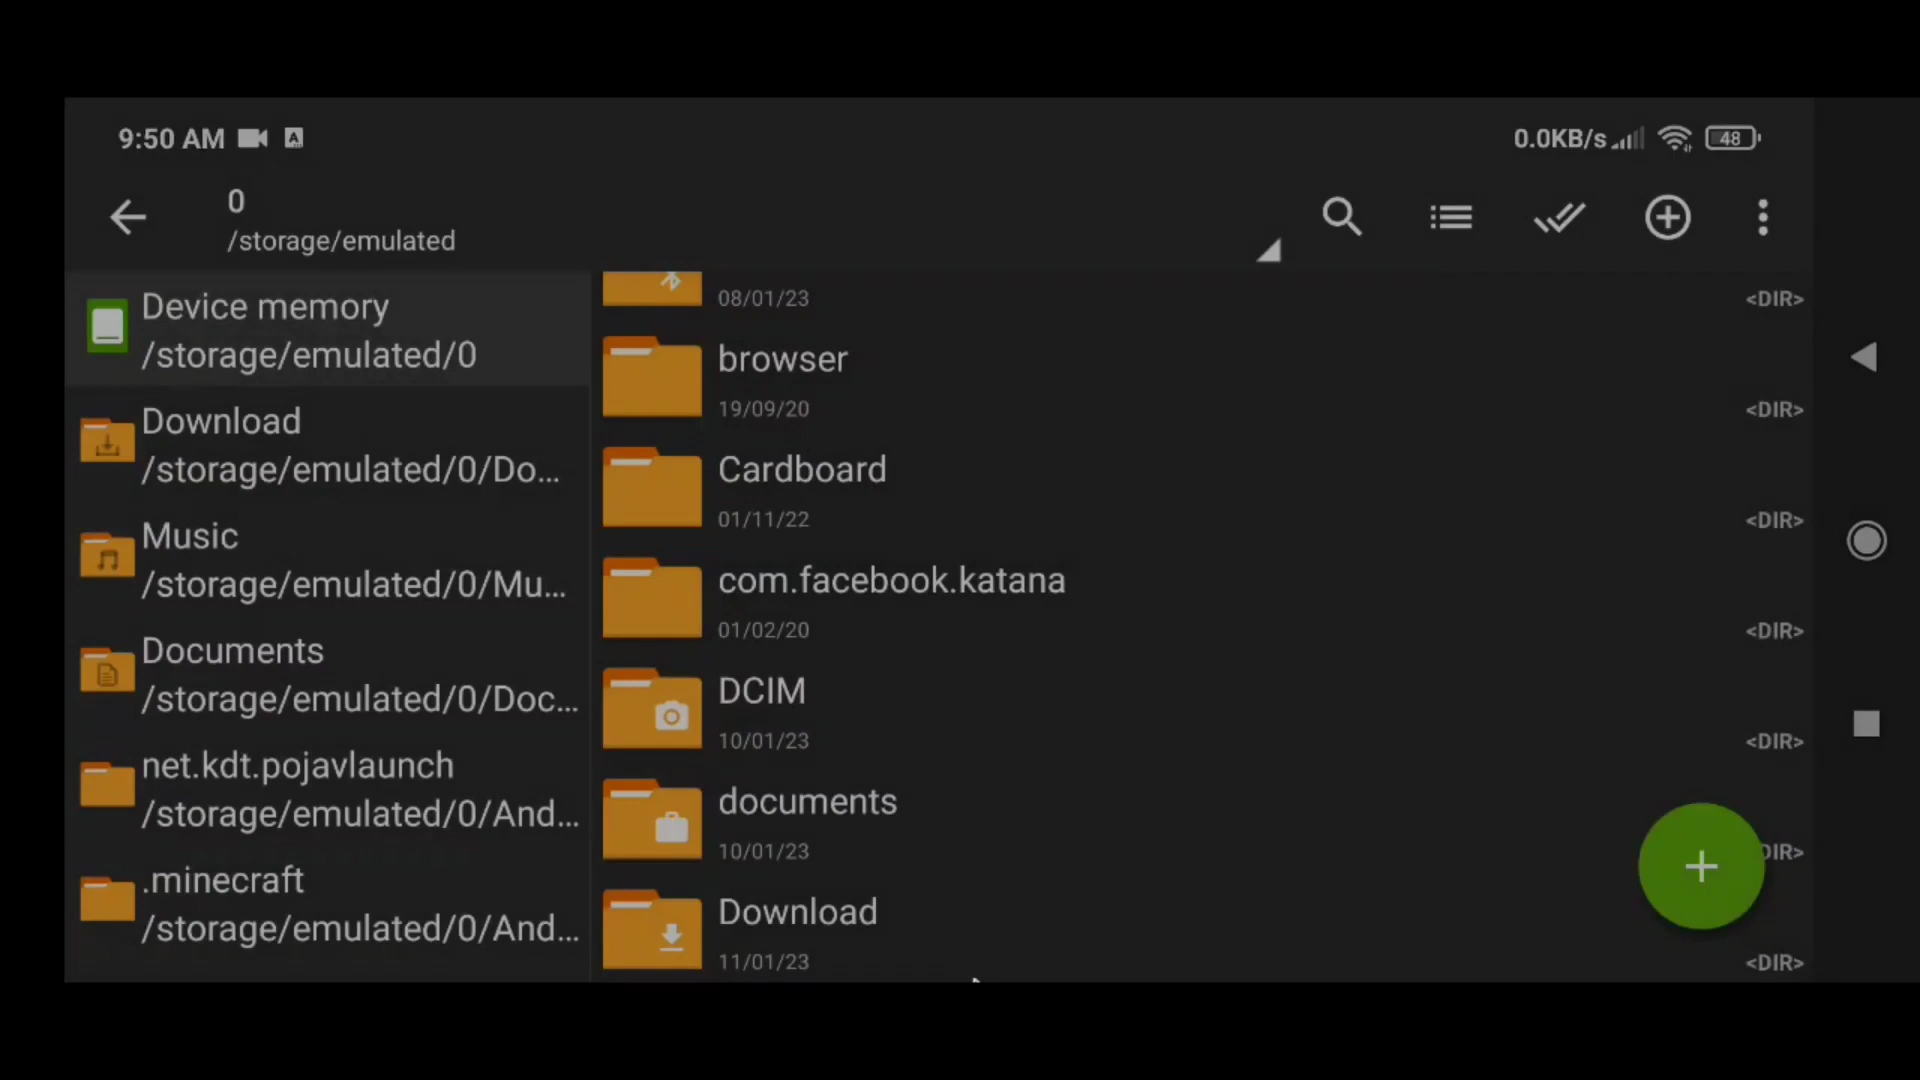 9:50 AM
0.0KB/s
48
0
/storage/emulated
Device memory
/storage/emulated/0
Download
/storage/emulated/0/Do...
Music
/storage/emulated/0/Mu...
Documents
/storage/emulated/0/Doc...
net.kdt.pojavlaunch
/storage/emulated/0/And...
.minecraft
/storage/emulated/0/And...
08/01/23
<DIR>
browser
19/09/20
<DIR>
Cardboard
01/11/22
<DIR>
com.facebook.katana
01/02/20
<DIR>
DCIM
10/01/23
<DIR>
documents
10/01/23
DIR>
Download
11/01/23
<DIR>